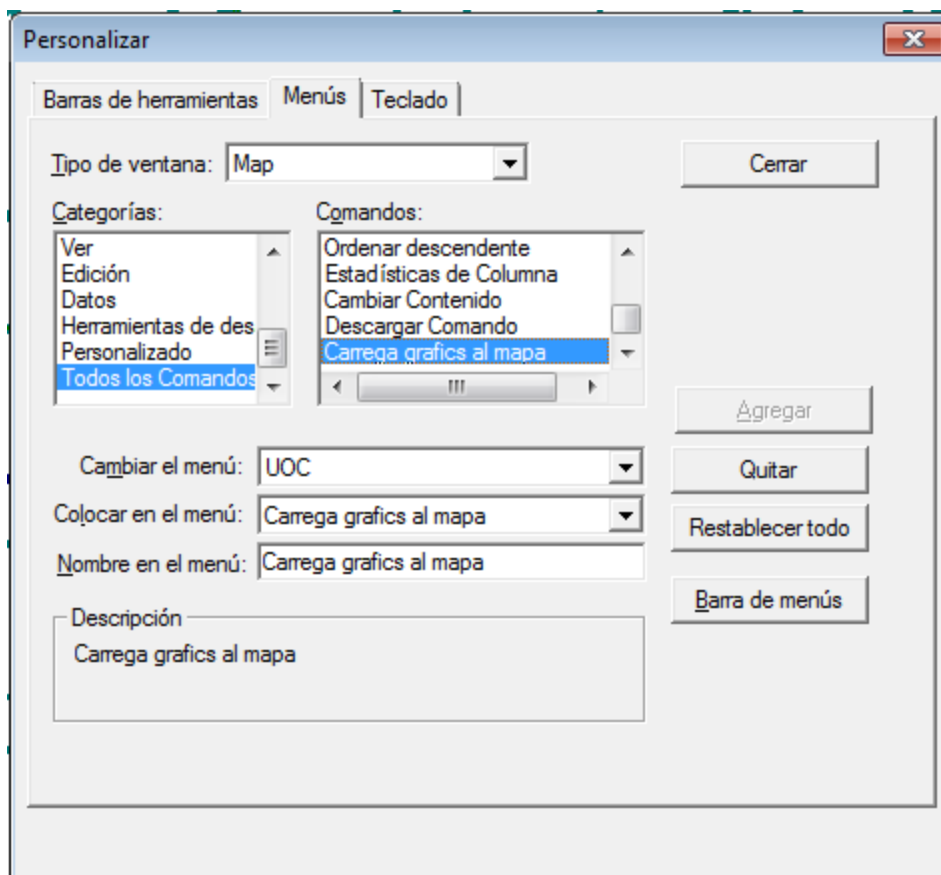 Personalizar
Barras de herramientas Menús Teclado
Tipo de ventana: Map Cerrar
Categorías: Comandos:
Ver
Edición
Datos
Herramientas de des
Personalizado
Todos los Comandos
Ordenar descendente
Estadísticas de Columna
Cambiar Contenido
Descargar Comando
Carrega grafics al mapa
Agregar
Cambiar el menú: UOC Quitar
Colocar en el menú: Carrega grafics al mapa Restablecer todo
Nombre en el menú: Carrega grafics al mapa
Barra de menús
Descripción
Carrega grafics al mapa